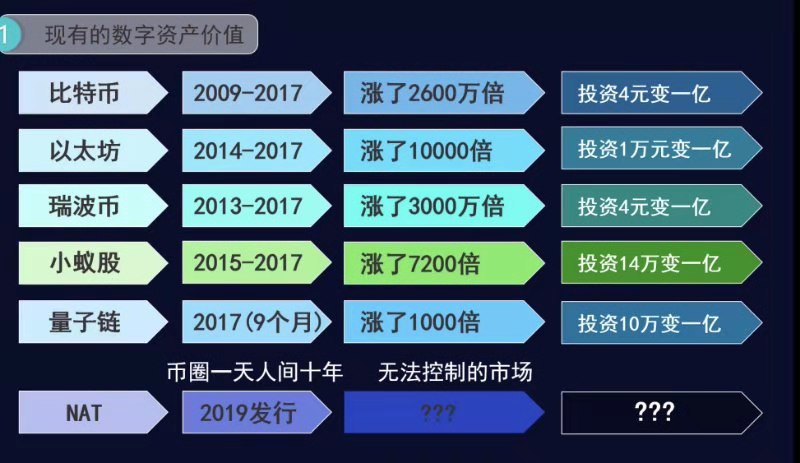 1 现有的数字资产价值
比特币 2009-2017 涨了2600万倍 投资4元变一亿
以太坊 2014-2017 涨了10000倍 投资1万元变一亿
瑞波币 2013-2017 涨了3000万倍 投资4元变一亿
小蚁股 2015-2017 涨了7200倍 投资14万变一亿
量子链 2017(9个月) 涨了1000倍 投资10万变一亿
币圈一天人间十年 无法控制的市场
NAT 2019发行 ??? ???